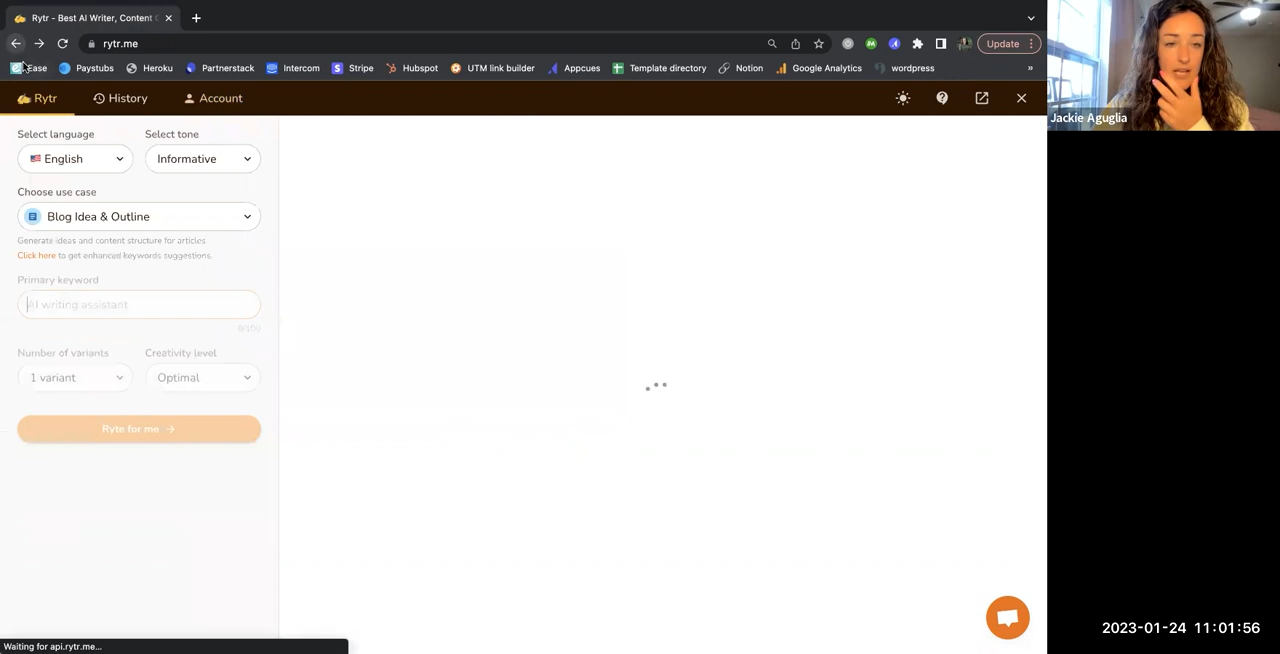 Rytr - Best AI Writer, Content
rytr.me
Update
Ease Paystubs Heroku Partnerstack Intercom Stripe Hubspot UTM link builder Appcues Template directory Notion Google Analytics wordpress »
Rytr History Account
Select language Select tone
English Informative
Choose use case
Blog Idea & Outline
Generate ideas and content structure for articles
Click here to get enhanced keywords suggestions.
Primary keyword
AI writing assistant
0/100
Number of variants Creativity level
1 variant Optimal
Ryte for me →
Waiting for api.rytr.me...
Jackie Aguglia
2023-01-24 11:01:56